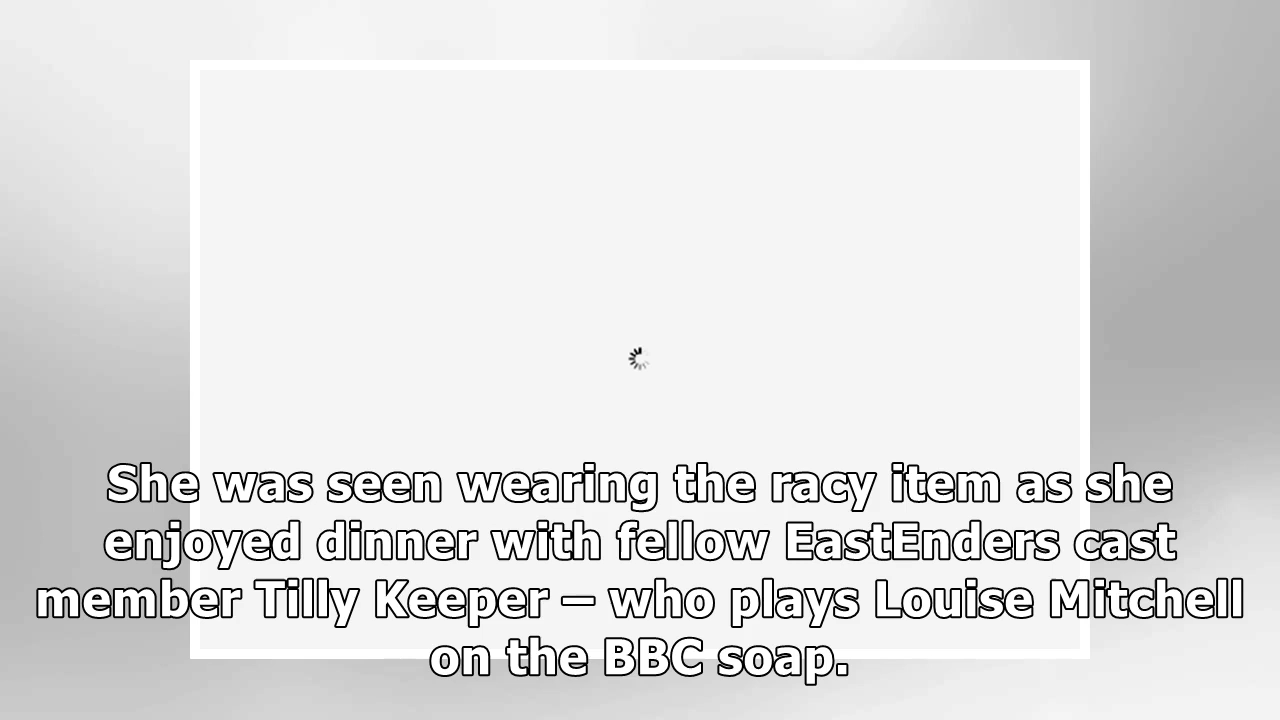 She was seen wearing the racy item as she
enjoyed dinner with fellow EastEnders cast
member Tilly Keeper – who plays Louise Mitchell
on the BBC soap.